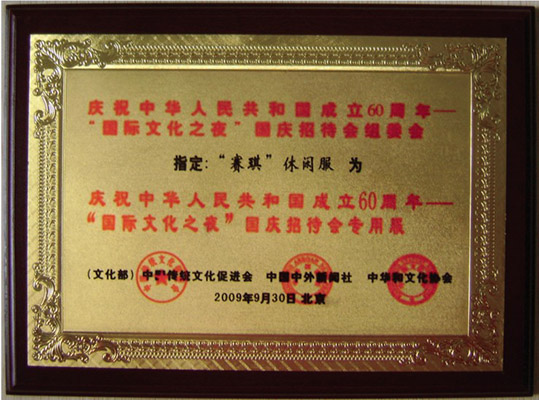 庆祝中华人民共和国成立60周年——
“国际文化之夜”国庆招待会组委会
指定:“赛琪”休闲服 为
庆祝中华人民共和国成立60周年——
“国际文化之夜”国庆招待会专用展
(文化部)中国传统文化促进会 中国中外新闻社 中华和文化协会
2009年9月30日 北京